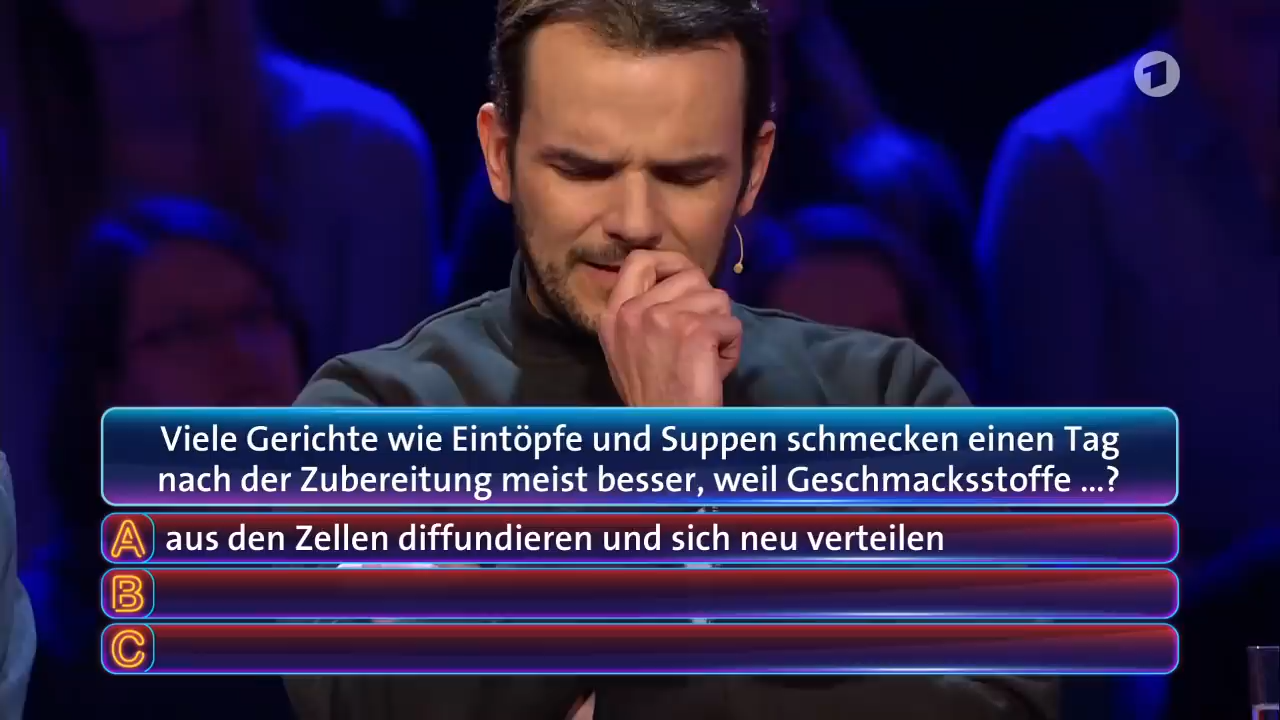 1
Viele Gerichte wie Eintöpfe und Suppen schmecken einen Tag
nach der Zubereitung meist besser, weil Geschmacksstoffe ...?
A aus den Zellen diffundieren und sich neu verteilen
B
C